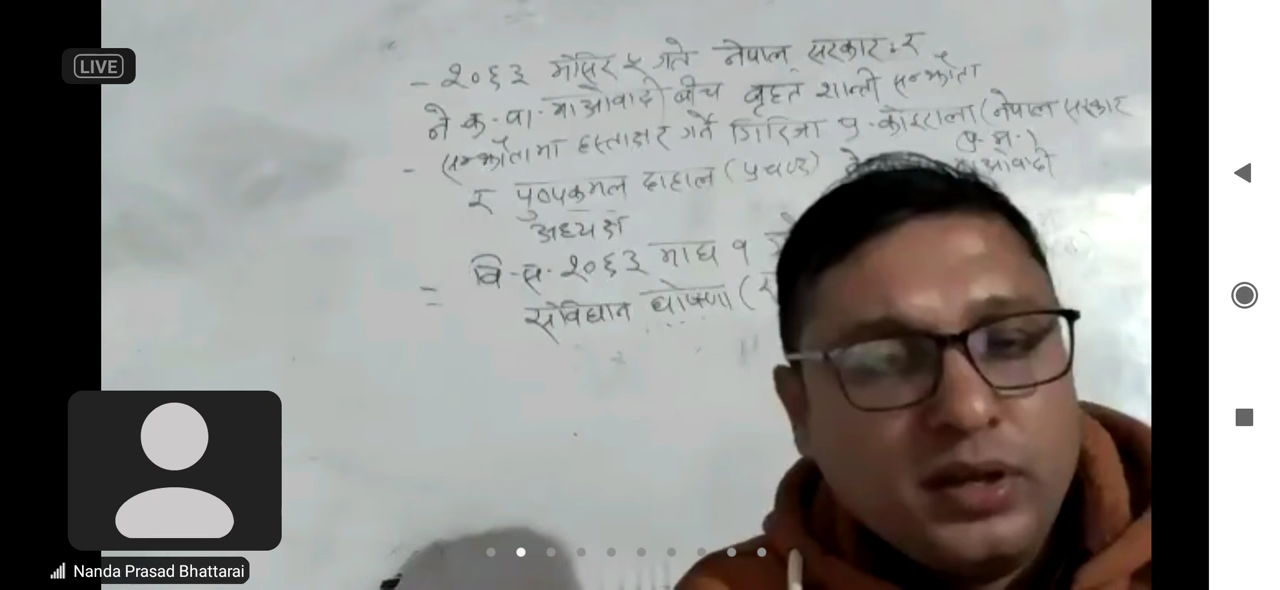 LIVE
- २०६३ मंसिर ५ गते नेपाल सरकार र
ने क. पा. माओवादी बीच बृहत शान्ती सम्झौता
- सम्झौतामा हस्ताक्षर गर्ने गिरिजा प्र. कोइराला (नेपाल सरकार
(प्र. म.)
र पुष्पकमल दाहाल (प्रचण्ड) माओवादी
अध्यक्ष
= वि. स. २०६३ माघ १
संविधान घोषणा (
Nanda Prasad Bhattarai